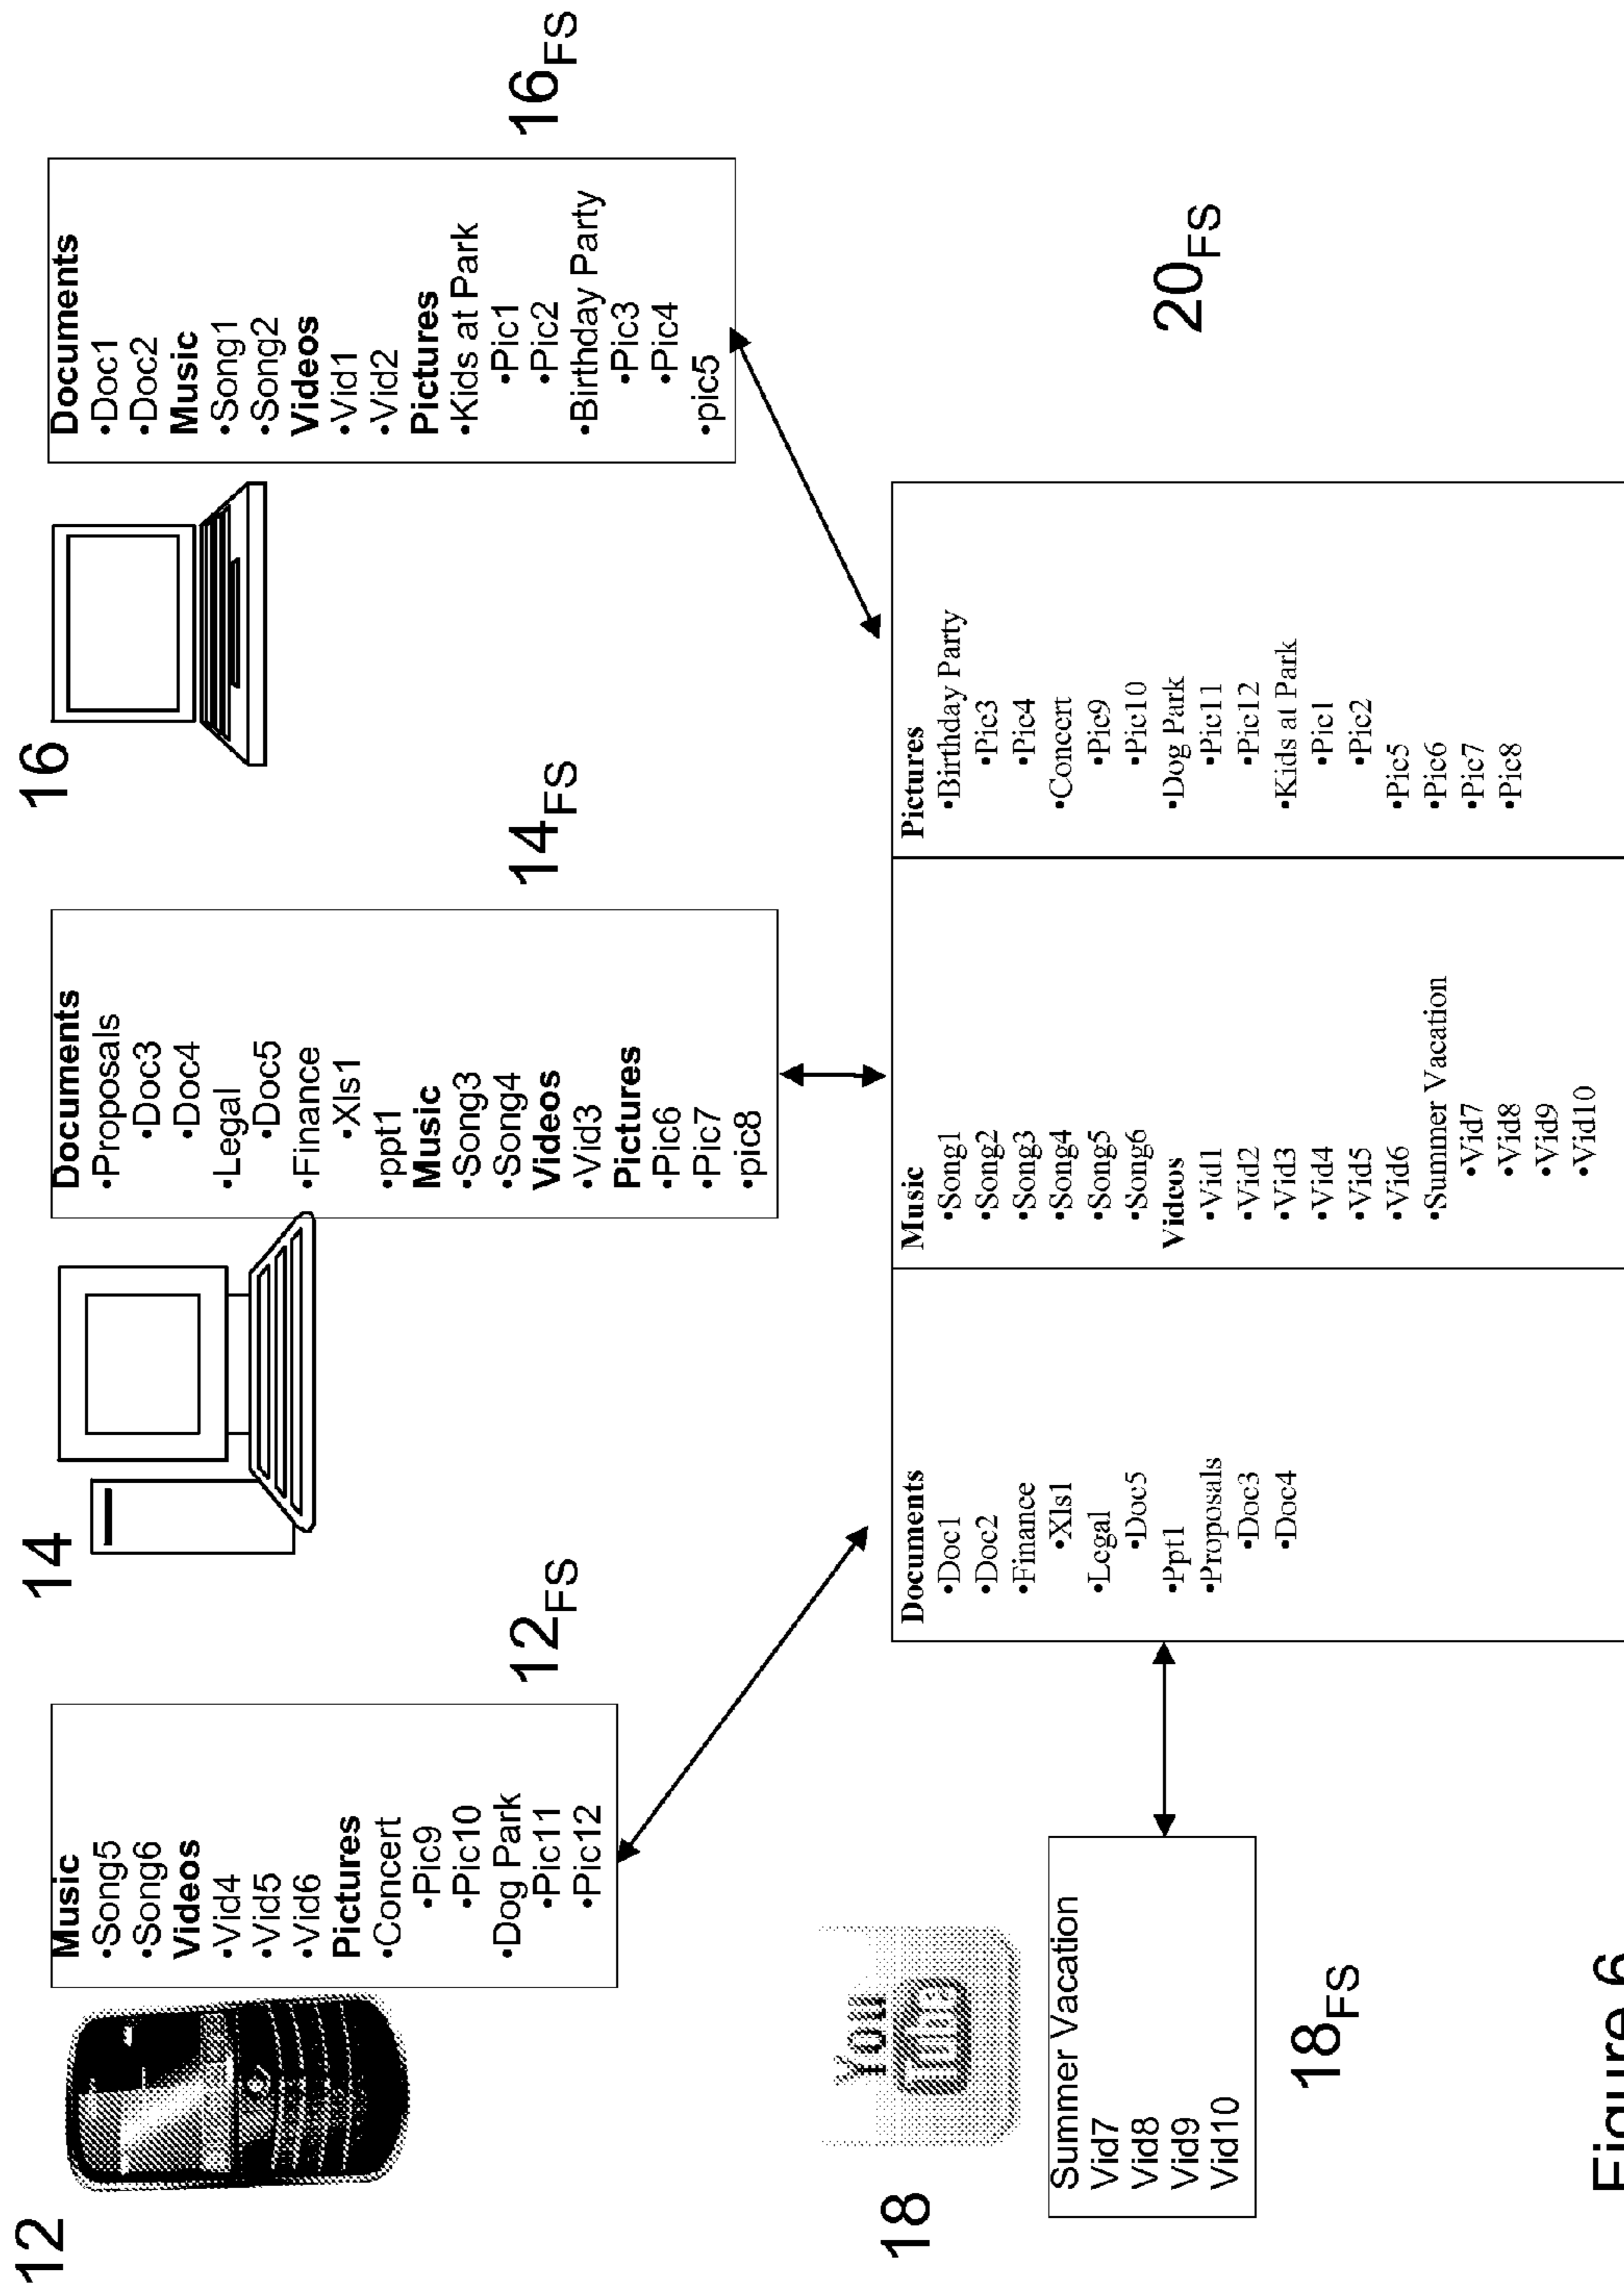 12
Music
•Song5
•Song6
Videos
•Vid4
•Vid5
•Vid6
Pictures
•Concert
•Pic9
•Pic10
•Dog Park
•Pic11
•Pic12
12FS
14
Documents
•Proposals
•Doc3
•Doc4
•Legal
•Doc5
•Finance
•Xls1
•ppt1
Music
•Song3
•Song4
Videos
•Vid3
Pictures
•Pic6
•Pic7
•pic8
14FS
16
Documents
•Doc1
•Doc2
Music
•Song1
•Song2
Videos
•Vid1
•Vid2
Pictures
•Kids at Park
•Pic1
•Pic2
•Birthday Party
•Pic3
•Pic4
•pic5
16FS
18
You
Tube
Summer Vacation
Vid7
Vid8
Vid9
Vid10
18FS
Documents
•Doc1
•Doc2
•Finance
•Xls1
•Legal
•Doc5
•Ppt1
•Proposals
•Doc3
•Doc4
Music
•Song1
•Song2
•Song3
•Song4
•Song5
•Song6
Videos
•Vid1
•Vid2
•Vid3
•Vid4
•Vid5
•Vid6
•Summer Vacation
•Vid7
•Vid8
•Vid9
•Vid10
Pictures
•Birthday Party
•Pic3
•Pic4
•Concert
•Pic9
•Pic10
•Dog Park
•Pic11
•Pic12
•Kids at Park
•Pic1
•Pic2
•Pic5
•Pic6
•Pic7
•Pic8
20FS
Figure 6